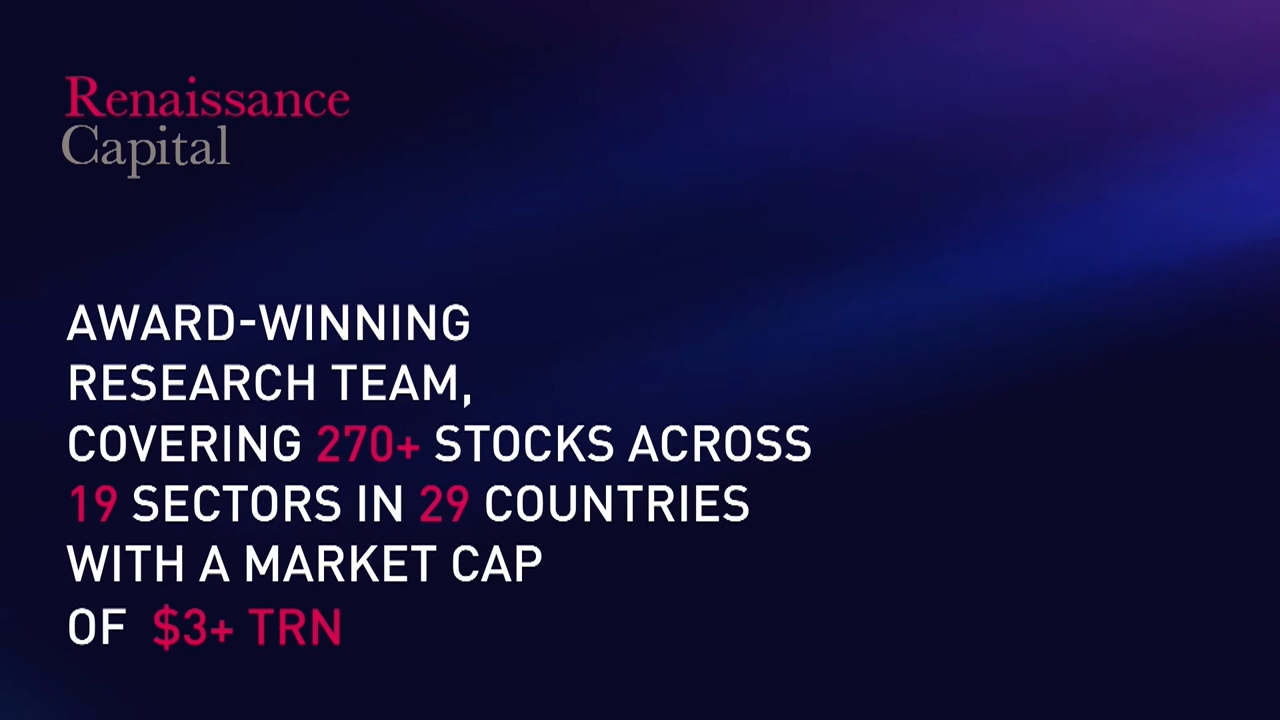 Renaissance
Capital
AWARD-WINNING
RESEARCH TEAM,
COVERING 270+ STOCKS ACROSS
19 SECTORS IN 29 COUNTRIES
WITH A MARKET CAP
OF $3+ TRN